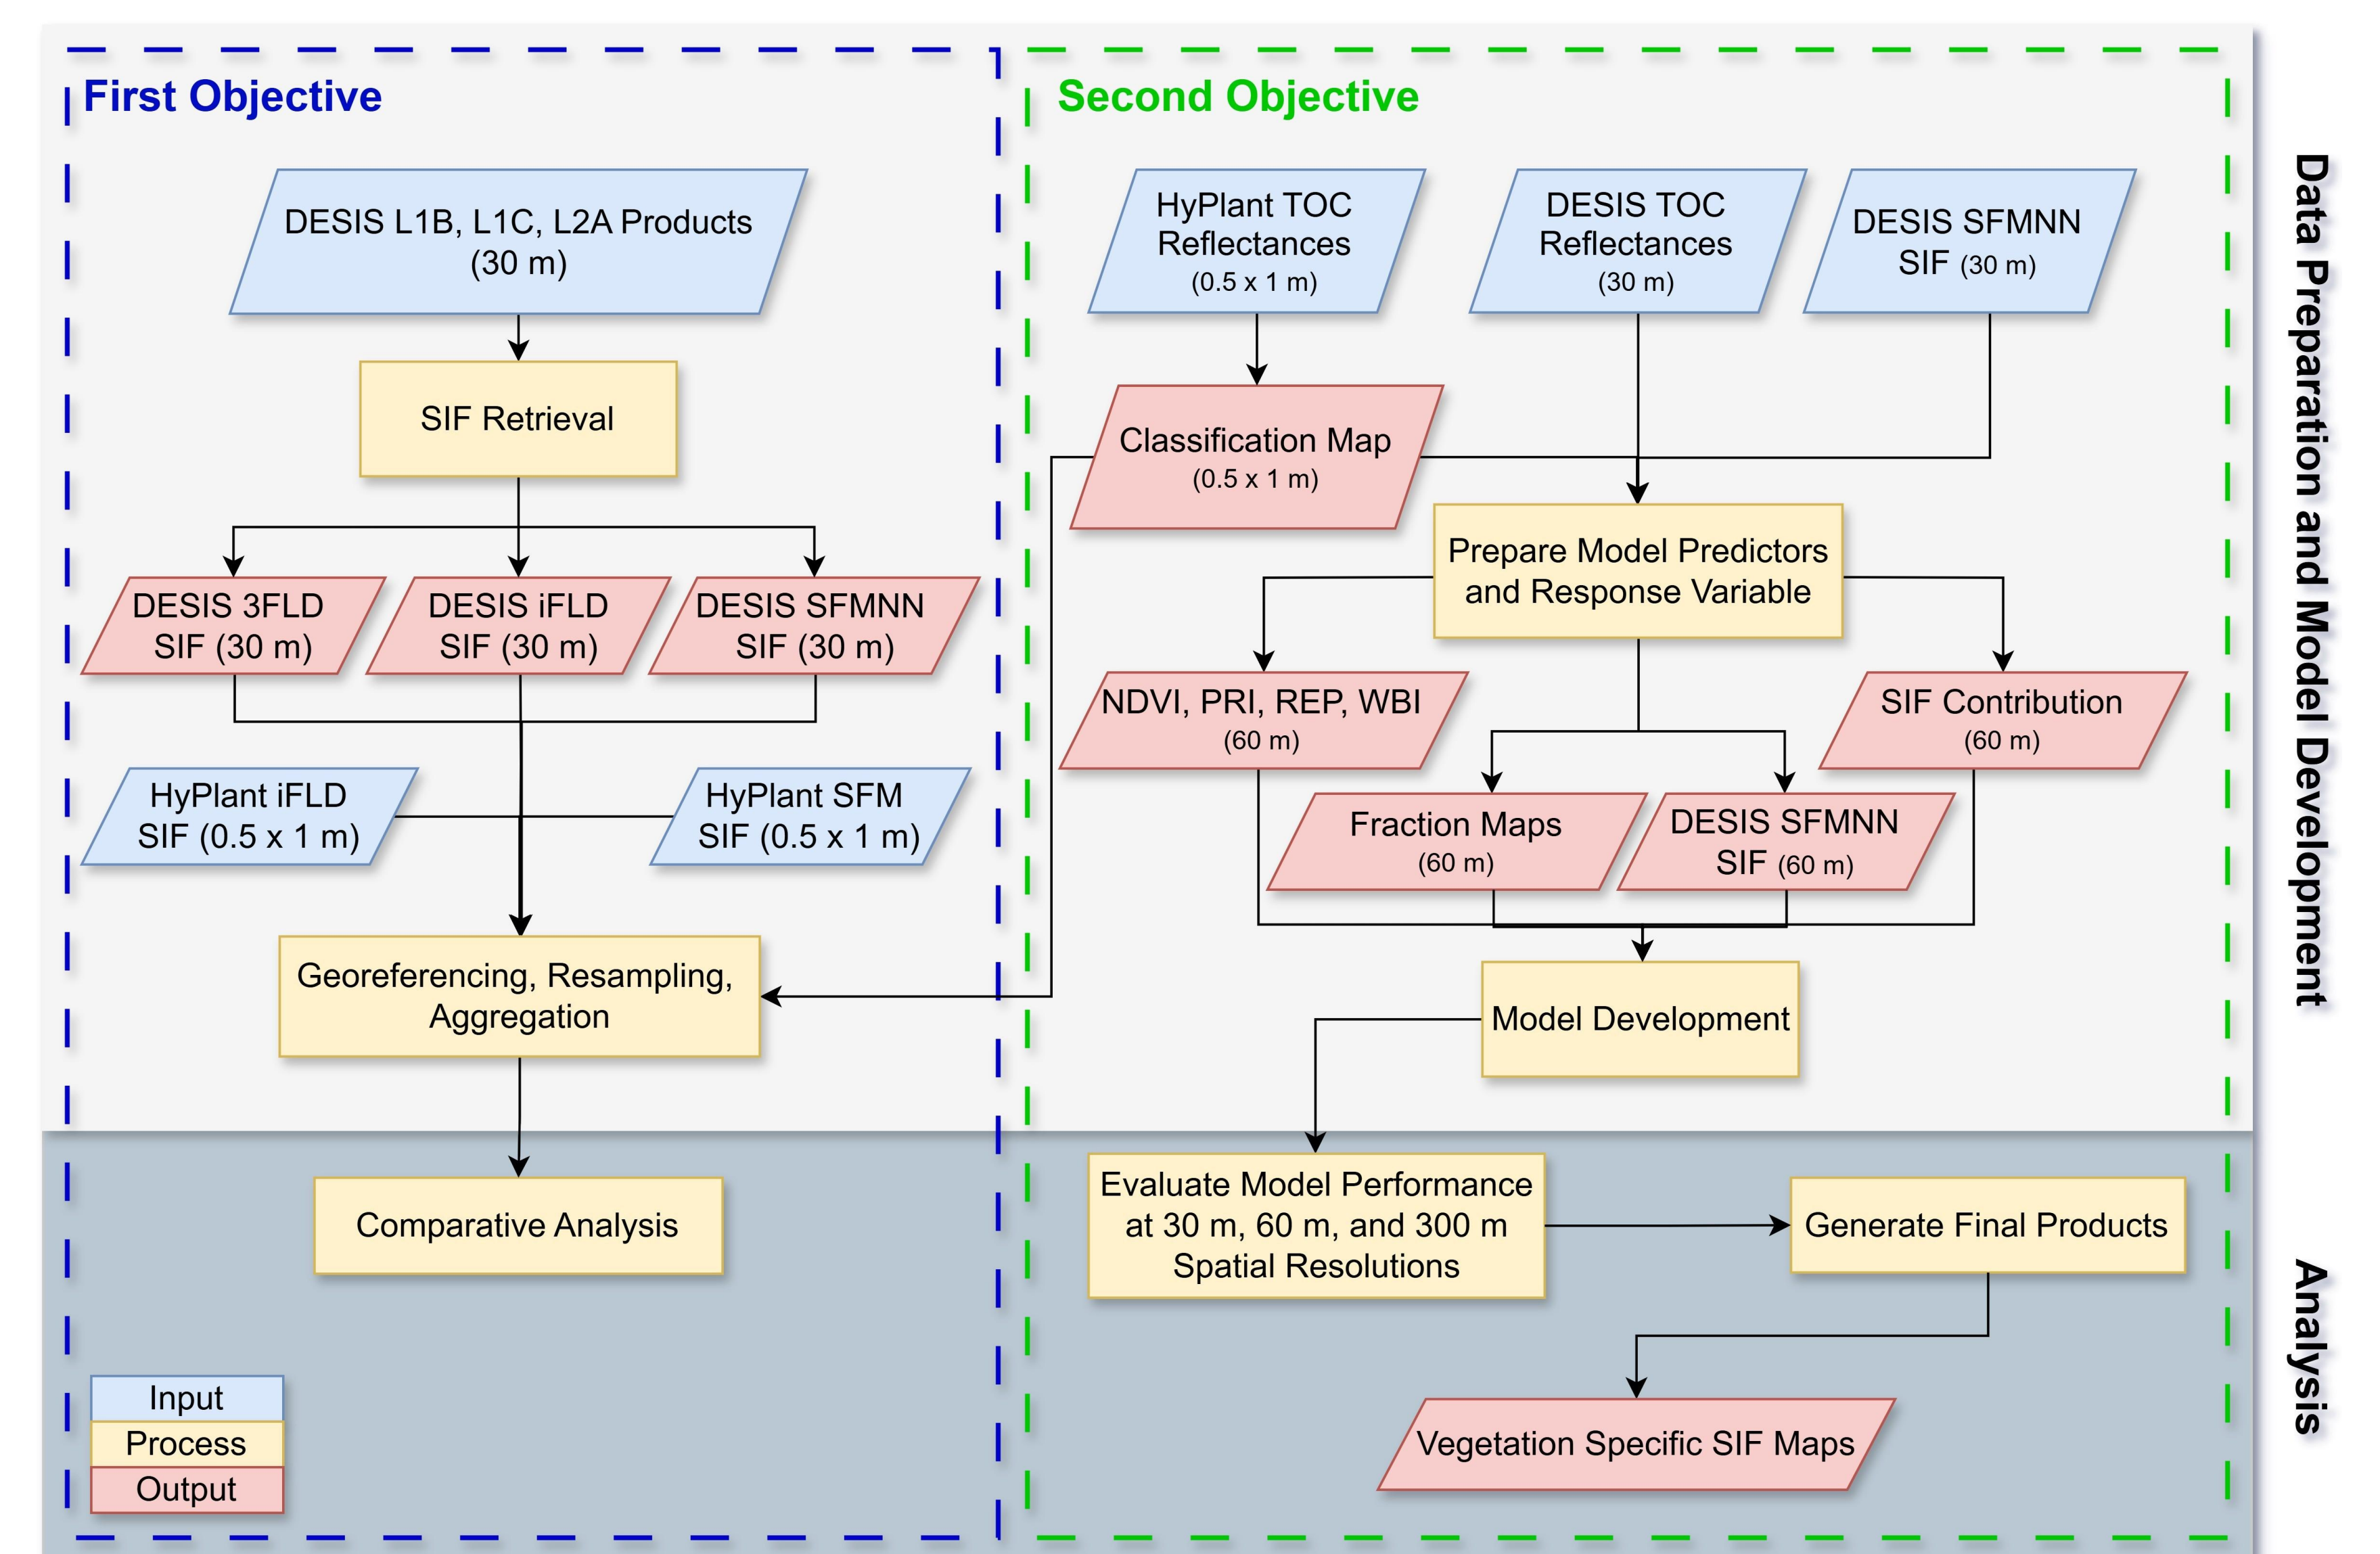 First Objective
DESIS L1B, L1C, L2A Products
(30 m)
SIF Retrieval
DESIS 3FLD
SIF (30 m)
DESIS iFLD
SIF (30 m)
DESIS SFMNN
SIF (30 m)
HyPlant iFLD
SIF (0.5 x 1 m)
HyPlant SFM
SIF (0.5 x 1 m)
Georeferencing, Resampling,
Aggregation
Comparative Analysis
Input
Process
Output
Second Objective
HyPlant TOC
Reflectances
(0.5 x 1 m)
DESIS TOC
Reflectances
(30 m)
DESIS SFMNN
SIF (30 m)
Classification Map
(0.5 x 1 m)
Prepare Model Predictors
and Response Variable
NDVI, PRI, REP, WBI
(60 m)
SIF Contribution
(60 m)
Fraction Maps
(60 m)
DESIS SFMNN
SIF (60 m)
Model Development
Evaluate Model Performance
at 30 m, 60 m, and 300 m
Spatial Resolutions
Generate Final Products
Vegetation Specific SIF Maps
Data Preparation and Model Development
Analysis